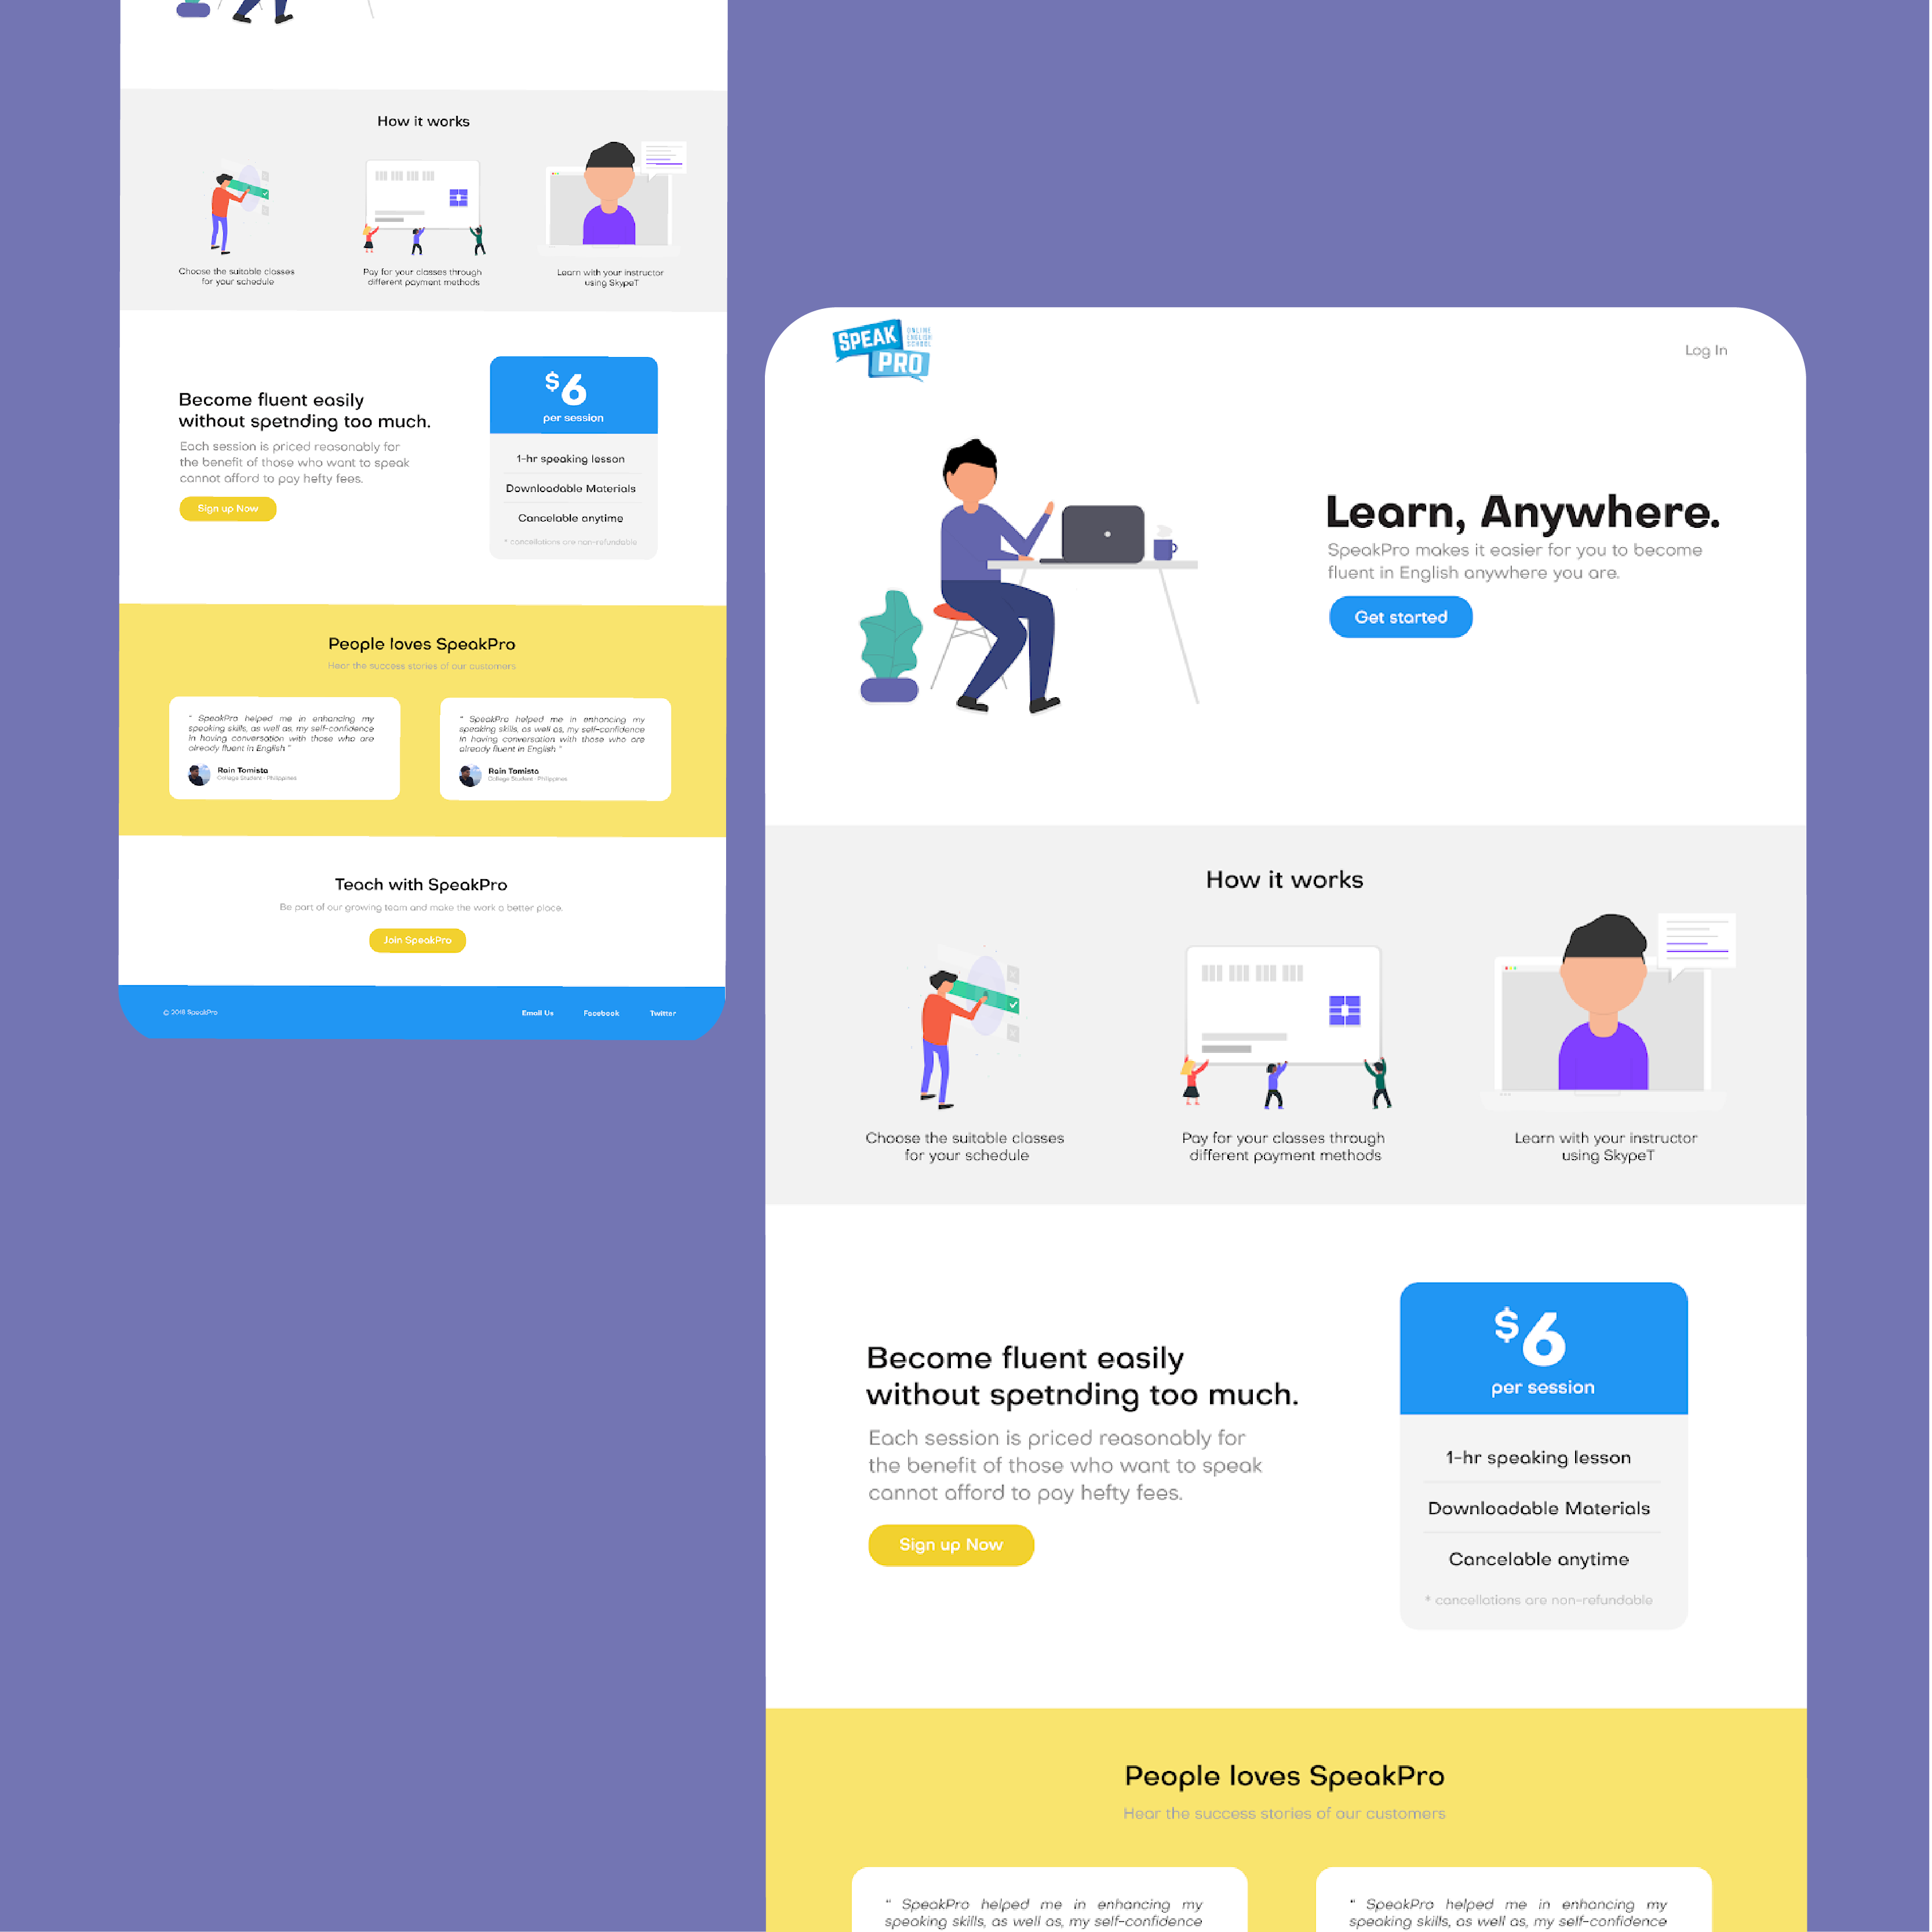 How it works
Choose the suitable classes
for your schedule
Pay for your classes through
different payment methods
Learn with your instructor
using SkypeT
Become fluent easily
without spetnding too much.
Each session is priced reasonably for
the benefit of those who want to speak
cannot afford to pay hefty fees.
Sign up Now
$6
per session
1-hr speaking lesson
Downloadable Materials
Cancelable anytime
* cancellations are non-refundable
People loves SpeakPro
Hear the success stories of our customers
" SpeakPro helped me in enhancing my
speaking skills, as well as, my self-confidence
in having conversation with those who are
already fluent in English "
Rain Tomista
College Student - Philippines
" SpeakPro helped me in enhancing my
speaking skills, as well as, my self-confidence
in having conversation with those who are
already fluent in English "
Rain Tomista
College Student - Philippines
Teach with SpeakPro
Be part of our growing team and make the work a better place.
Join SpeakPro
© 2018 SpeakPro
Email Us
Facebook
Twitter
SPEAK
PRO
ONLINE
ENGLISH
SCHOOL
Log In
Learn, Anywhere.
SpeakPro makes it easier for you to become
fluent in English anywhere you are.
Get started
How it works
Choose the suitable classes
for your schedule
Pay for your classes through
different payment methods
Learn with your instructor
using SkypeT
Become fluent easily
without spetnding too much.
Each session is priced reasonably for
the benefit of those who want to speak
cannot afford to pay hefty fees.
Sign up Now
$6
per session
1-hr speaking lesson
Downloadable Materials
Cancelable anytime
* cancellations are non-refundable
People loves SpeakPro
Hear the success stories of our customers
" SpeakPro helped me in enhancing my
speaking skills, as well as, my self-confidence
" SpeakPro helped me in enhancing my
speaking skills, as well as, my self-confidence